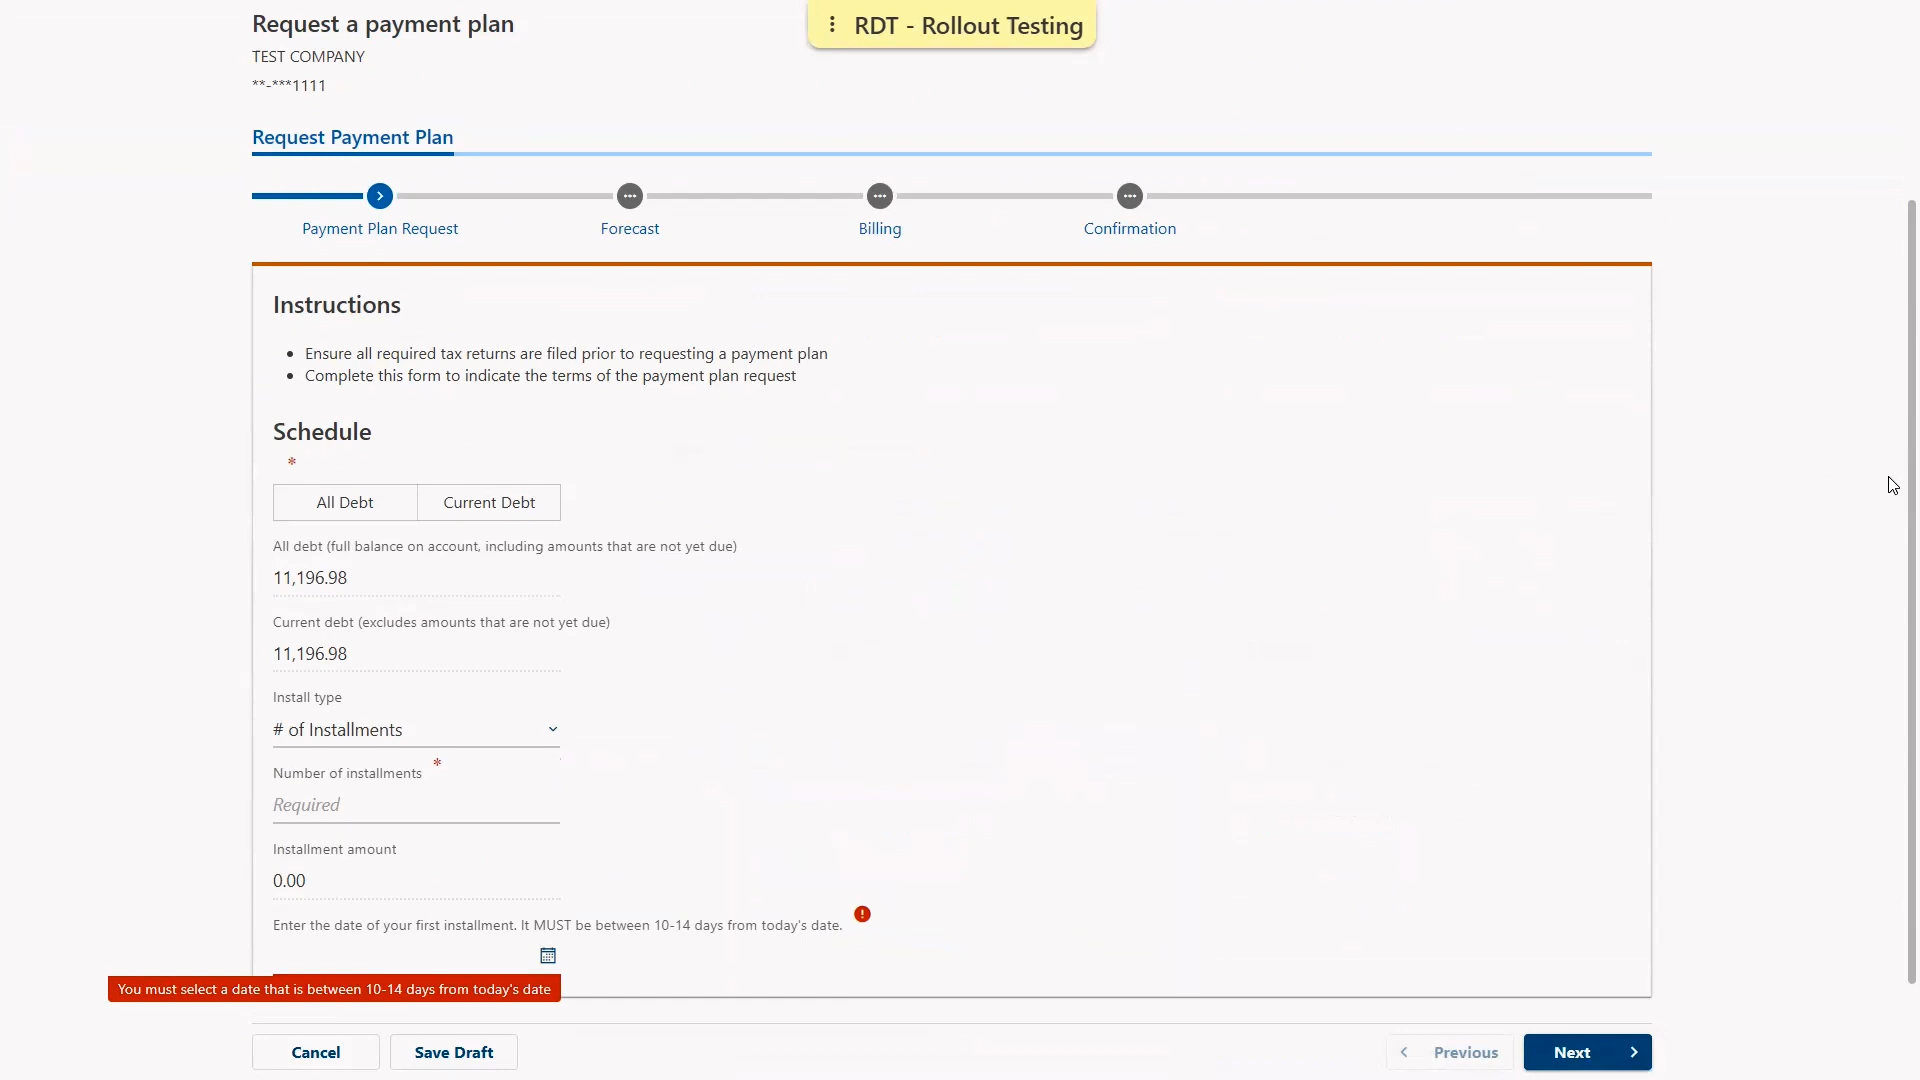 Request a payment plan
RDT - Rollout Testing
TEST COMPANY
**-***1111
Request Payment Plan
Payment Plan Request
Forecast
Billing
Confirmation
Instructions
• Ensure all required tax returns are filed prior to requesting a payment plan
• Complete this form to indicate the terms of the payment plan request
Schedule
*
All Debt
Current Debt
All debt (full balance on account, including amounts that are not yet due)
11,196.98
Current debt (excludes amounts that are not yet due)
11,196.98
Install type
# of Installments
Number of installments *
Required
Installment amount
0.00
Enter the date of your first installment. It MUST be between 10-14 days from today's date.
You must select a date that is between 10-14 days from today's date
Cancel
Save Draft
Previous
Next